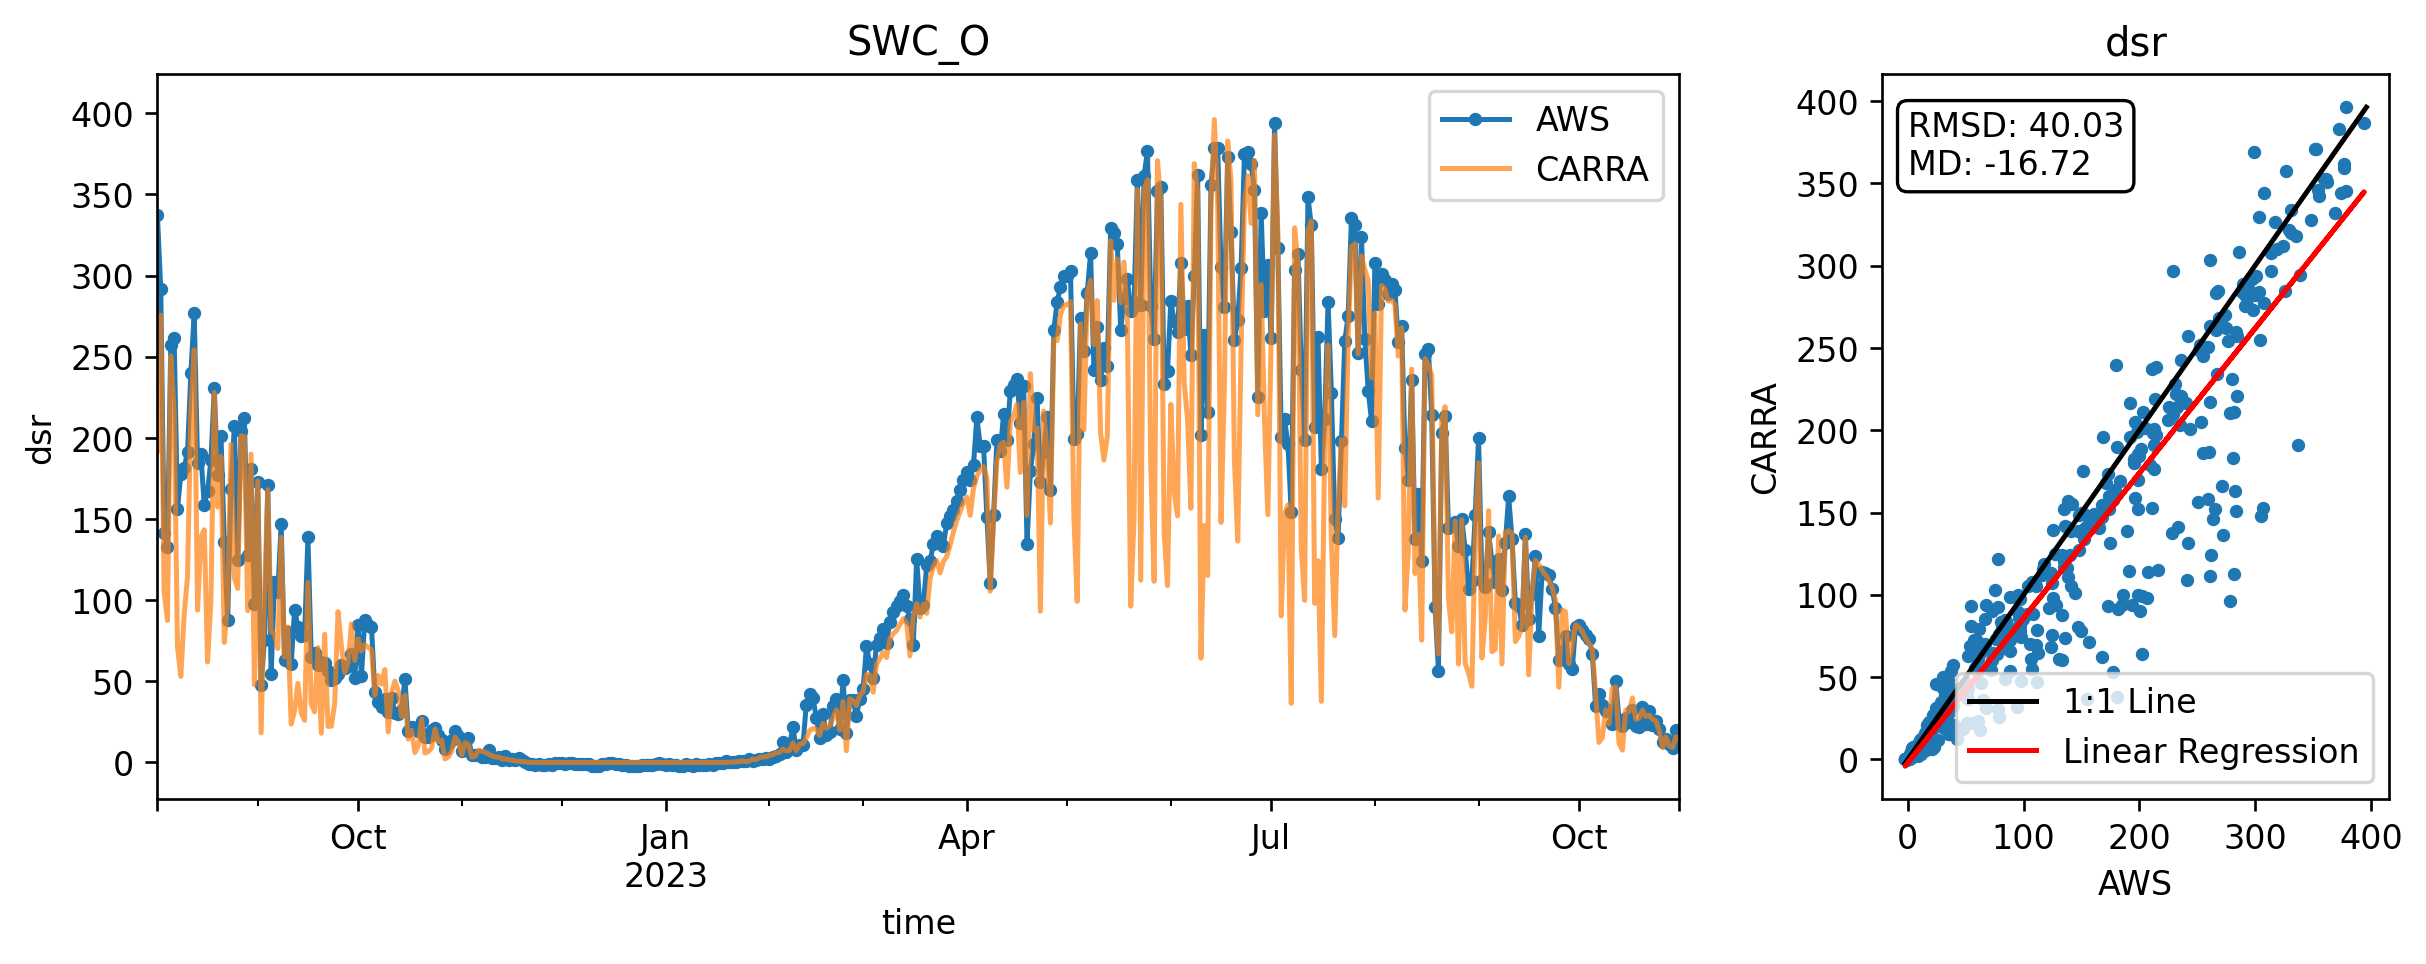 SWC_O
dsr
400
350
300
250
200
150
100
50
0
Oct
Jan
2023
Apr
Jul
Oct
time
AWS
CARRA
dsr
CARRA
400
350
300
250
200
150
100
50
0
0
100
200
300
400
AWS
RMSD: 40.03
MD: -16.72
1:1 Line
Linear Regression